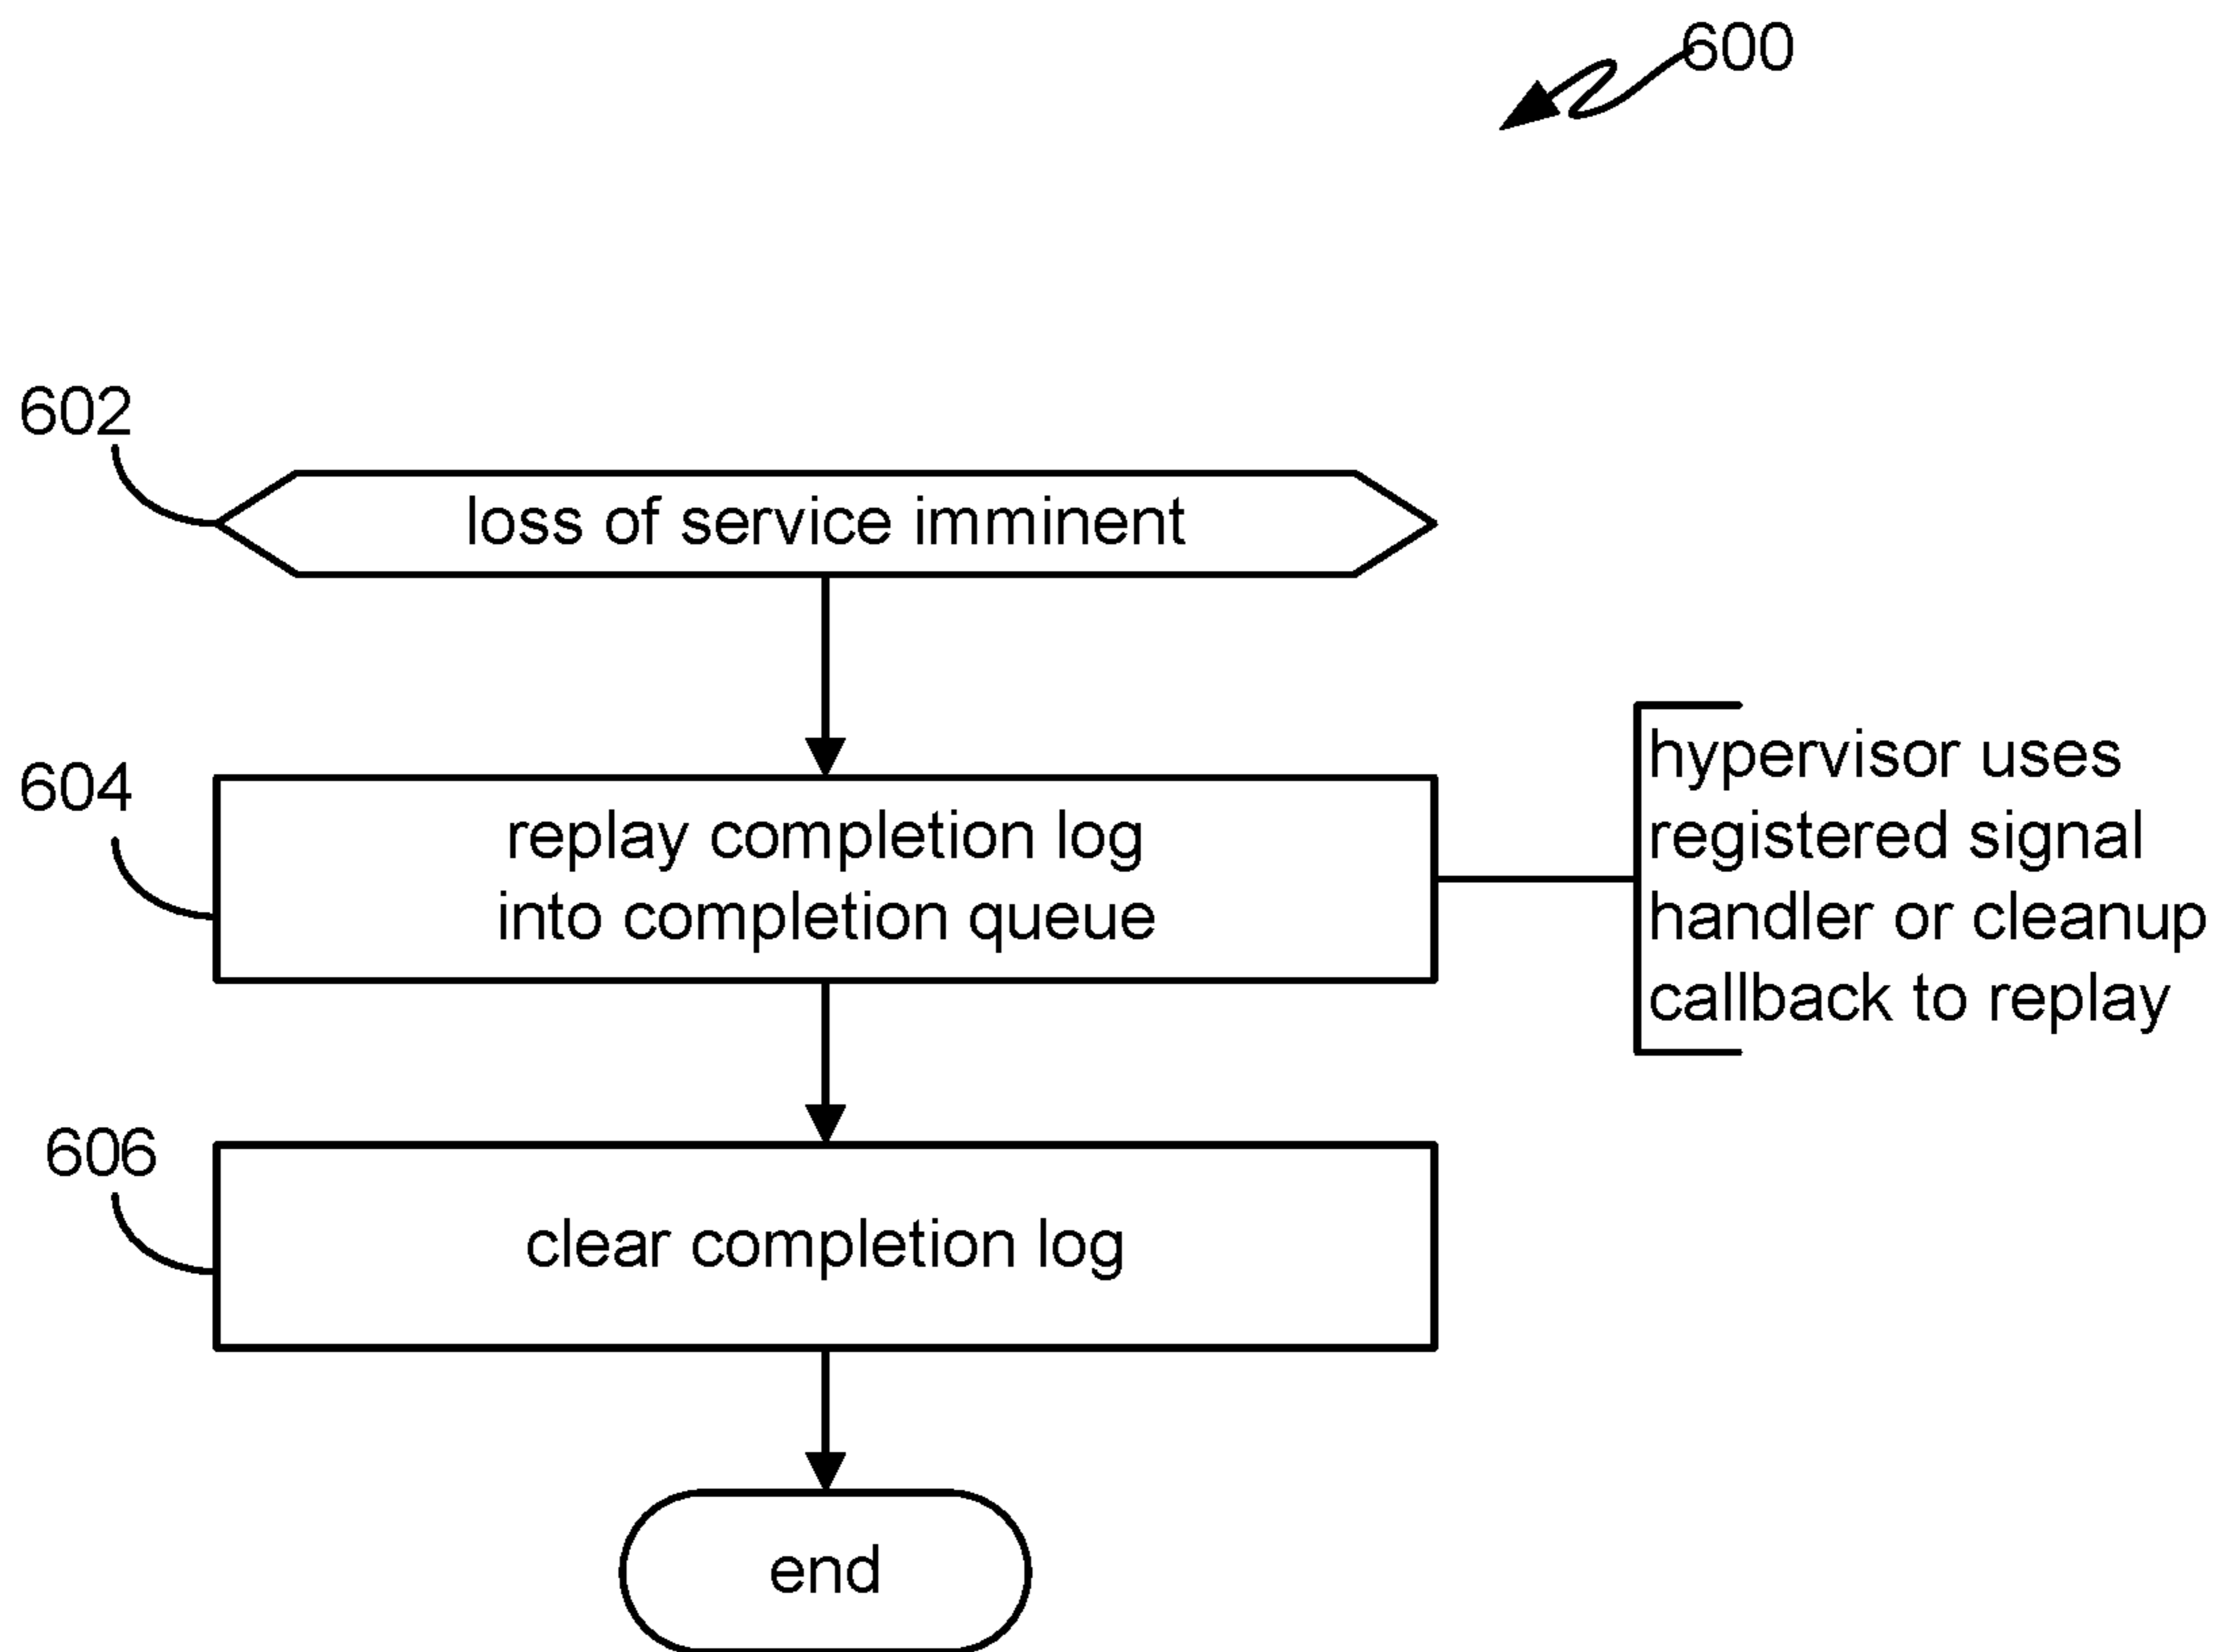 600
602
loss of service imminent
604
replay completion log
into completion queue
hypervisor uses
registered signal
handler or cleanup
callback to replay
606
clear completion log
end